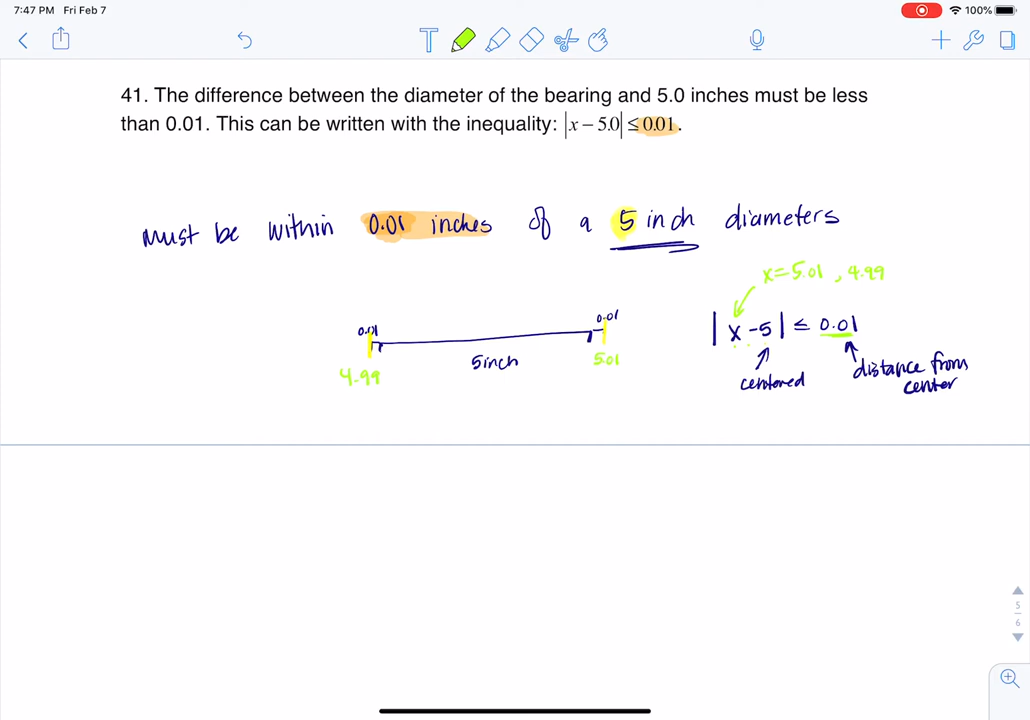 7:47 PM Fri Feb 7
100%
T
41. The difference between the diameter of the bearing and 5.0 inches must be less
than 0.01. This can be written with the inequality: |x − 5.0| ≤ 0.01.
must be within 0.01 inches of a 5 inch diameters
x=5.01 , 4.99
0.01
0.01
|x -5| ≤ 0.01
5inch
5.01
4.99
centered
distance from
center
5
6